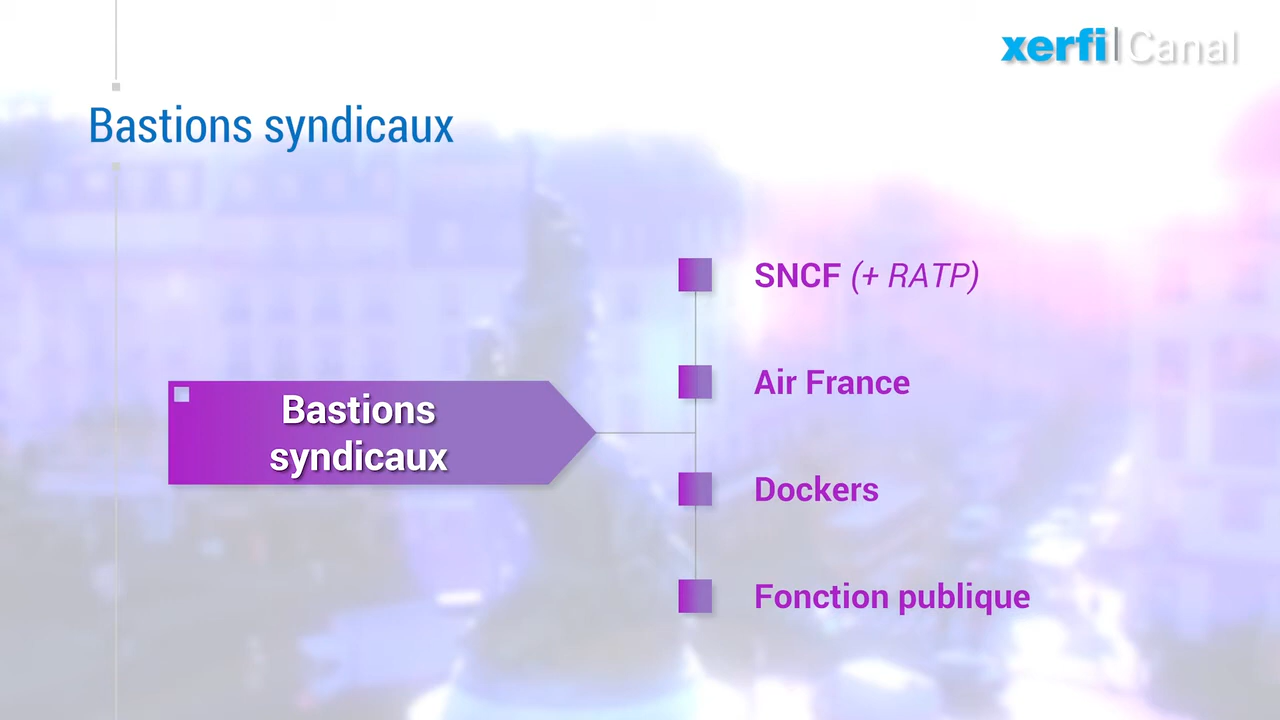 xerfi Canal
Bastions syndicaux
SNCF (+ RATP)
Air France
Bastions
syndicaux
Dockers
Fonction publique